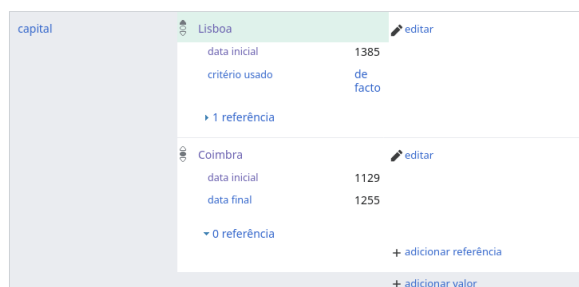 capital
Lisboa
editar
data inicial 1385
critério usado de
facto
1 referência
Coimbra
editar
data inicial 1129
data final 1255
0 referência
+ adicionar referência
+ adicionar valor